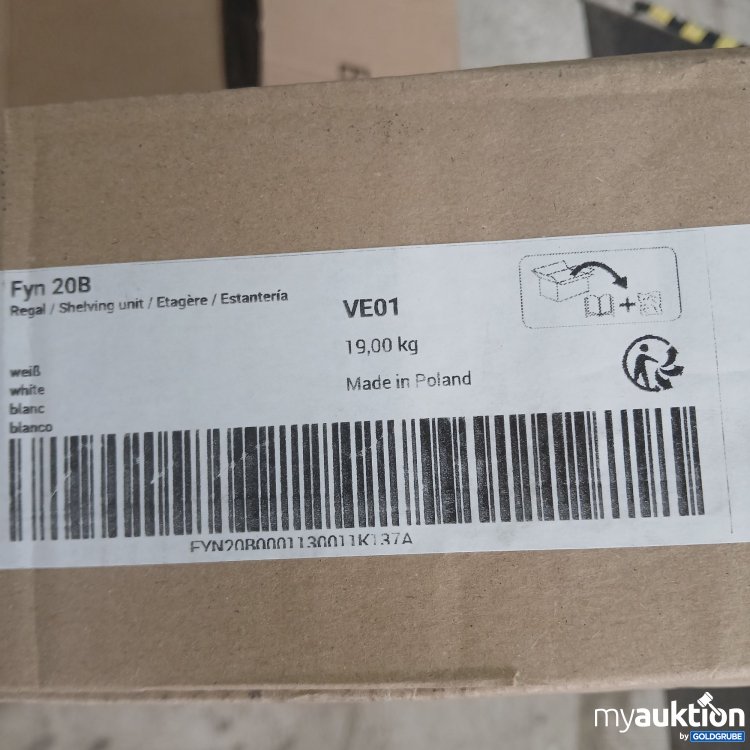 Fyn 20B
Regal / Shelving unit / Etagère / Estantería
weiß
white
blanc
blanco
VE01
19,00 kg
Made in Poland
FYN20B0001130011K137A
myauktion
by GOLDGRUBE